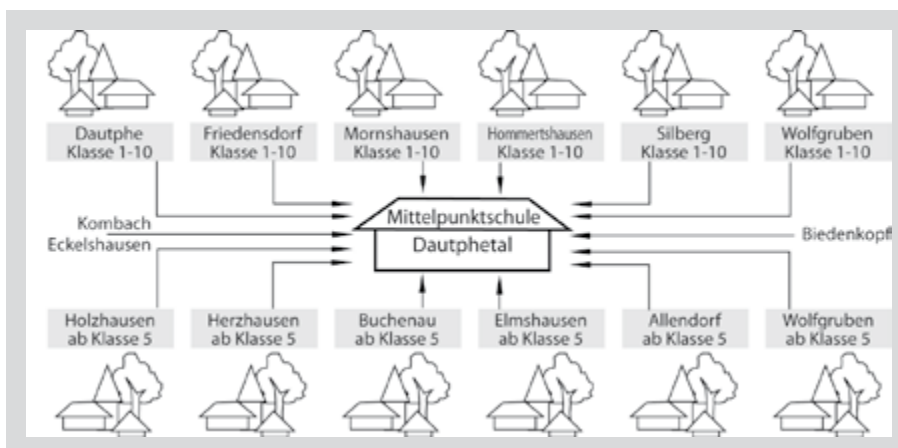 Dautphe
Klasse 1-10
Friedensdorf
Klasse 1-10
Mornshausen
Klasse 1-10
Hommertshausen
Klasse 1-10
Silberg
Klasse 1-10
Wolfgruben
Klasse 1-10
Mittelpunktschule
Dautphetal
Kombach
Eckelshausen
Biedenkopf
Holzhausen
ab Klasse 5
Herzhausen
ab Klasse 5
Buchenau
ab Klasse 5
Elmshausen
ab Klasse 5
Allendorf
ab Klasse 5
Wolfgruben
ab Klasse 5